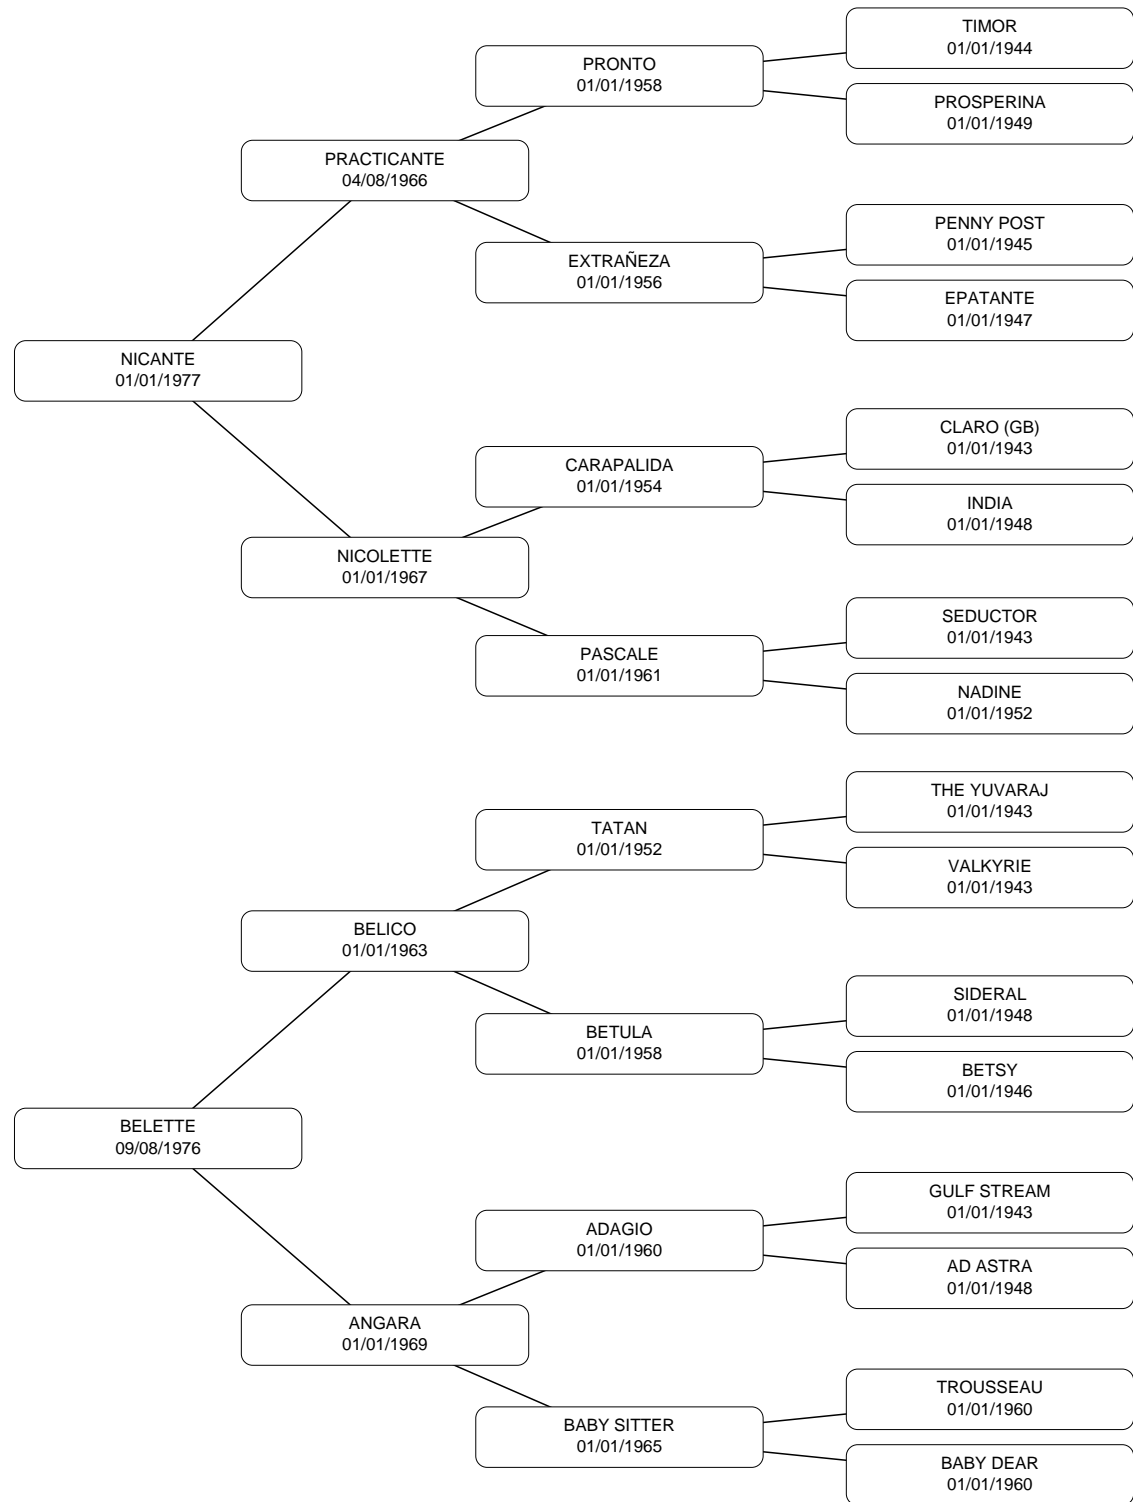 TIMOR
01/01/1944
PRONTO
01/01/1958
PROSPERINA
01/01/1949
PRACTICANTE
04/08/1966
PENNY POST
01/01/1945
EXTRAÑEZA
01/01/1956
EPATANTE
01/01/1947
NICANTE
01/01/1977
CLARO (GB)
01/01/1943
CARAPALIDA
01/01/1954
INDIA
01/01/1948
NICOLETTE
01/01/1967
SEDUCTOR
01/01/1943
PASCALE
01/01/1961
NADINE
01/01/1952
THE YUVARAJ
01/01/1943
TATAN
01/01/1952
VALKYRIE
01/01/1943
BELICO
01/01/1963
SIDERAL
01/01/1948
BETULA
01/01/1958
BETSY
01/01/1946
BELETTE
09/08/1976
GULF STREAM
01/01/1943
ADAGIO
01/01/1960
AD ASTRA
01/01/1948
ANGARA
01/01/1969
TROUSSEAU
01/01/1960
BABY SITTER
01/01/1965
BABY DEAR
01/01/1960